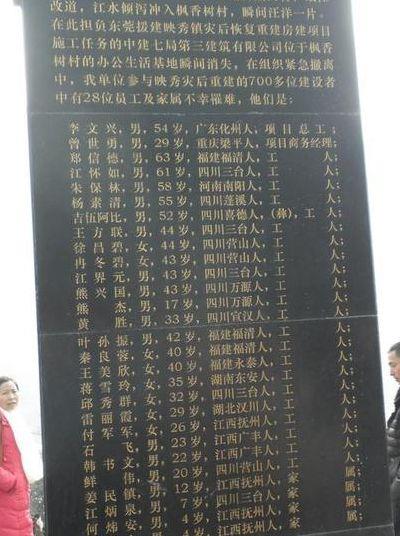 改道，江水倾泻冲入枫香树村，瞬间汪洋一片。
在此担负东莞援建映秀镇灾后恢复重建房建项目
施工任务的中建七局第三建筑有限公司位于枫香
树村的办公生活基地瞬间消失，在组织紧急撤离
中，我单位参与映秀灾后重建的700多位建设者
中有28位员工及家属不幸罹难，他们是：
李文兴，男，54岁，广东化州人，项目总工；
曾世勇，男，29岁，重庆梁平人，项目商务经理；
郑信德，男，63岁，福建福清人，工人；
江怀如，男，61岁，四川三台人，工人；
朱保林，男，58岁，河南南阳人，工人；
杨素清，男，55岁，四川蓬溪人，工人；
吉伍阿比，男，52岁，四川喜德人，（彝），工人；
王方联，男，44岁，四川三台人，工人；
徐昌碧，女，44岁，四川营山人，工人；
冉冬碧，女，43岁，四川营山人，工人；
江界元，男，43岁，四川三台人，工人；
熊兴国，男，43岁，四川万源人，工人；
熊杰，男，17岁，四川万源人，工人；
黄胜，男，33岁，四川宣汉人，工人；
叶孙振，男，42岁，福建福清人，工人；
秦良蓉，女，40岁，福建福清人，工人；
王美欣，女，40岁，福建永泰人，工人；
蒋雪玲，女，35岁，湖南东安人，工人；
邱秀群，女，32岁，四川三台人，工人；
雷丽霞，女，29岁，湖北汉川人，工人；
付军军，女，26岁，江西抚州人，工人；
石飞，男，23岁，江西广丰人，工人；
韩书文，男，22岁，江西广丰人，工人；
鲜伟，男，20岁，四川营山人，工人；
姜民镇，男，12岁，江西抚州人，家属；
江炳泉，男，7岁，四川三台人，家属；
何炜安，男，4岁，江西抚州人，家属；